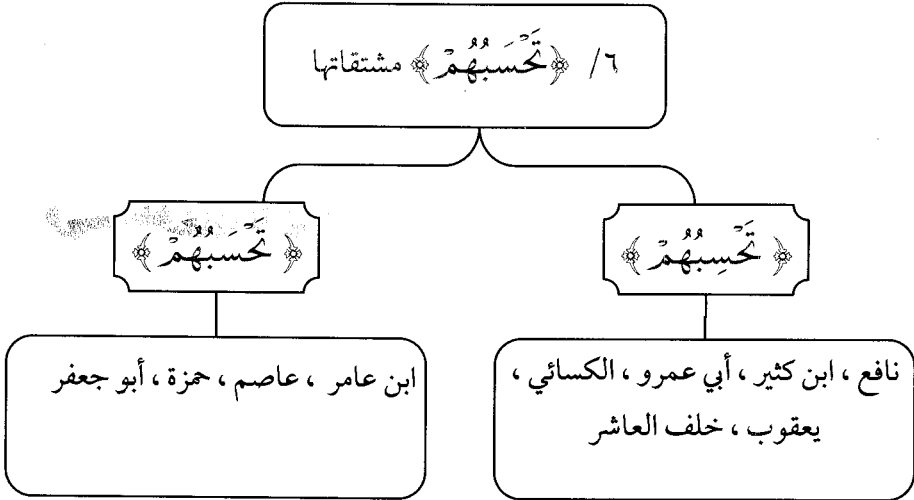 ٦/ ﴿تَحْسَبُهُمْ﴾ مشتقاتها
﴿تَحْسِبُهُمْ﴾
﴿تَحْسَبُهُمْ﴾
نافع ، ابن كثير ، أبي عمرو ، الكسائي ،
يعقوب ، خلف العاشر
ابن عامر ، عاصم ، حمزة ، أبو جعفر